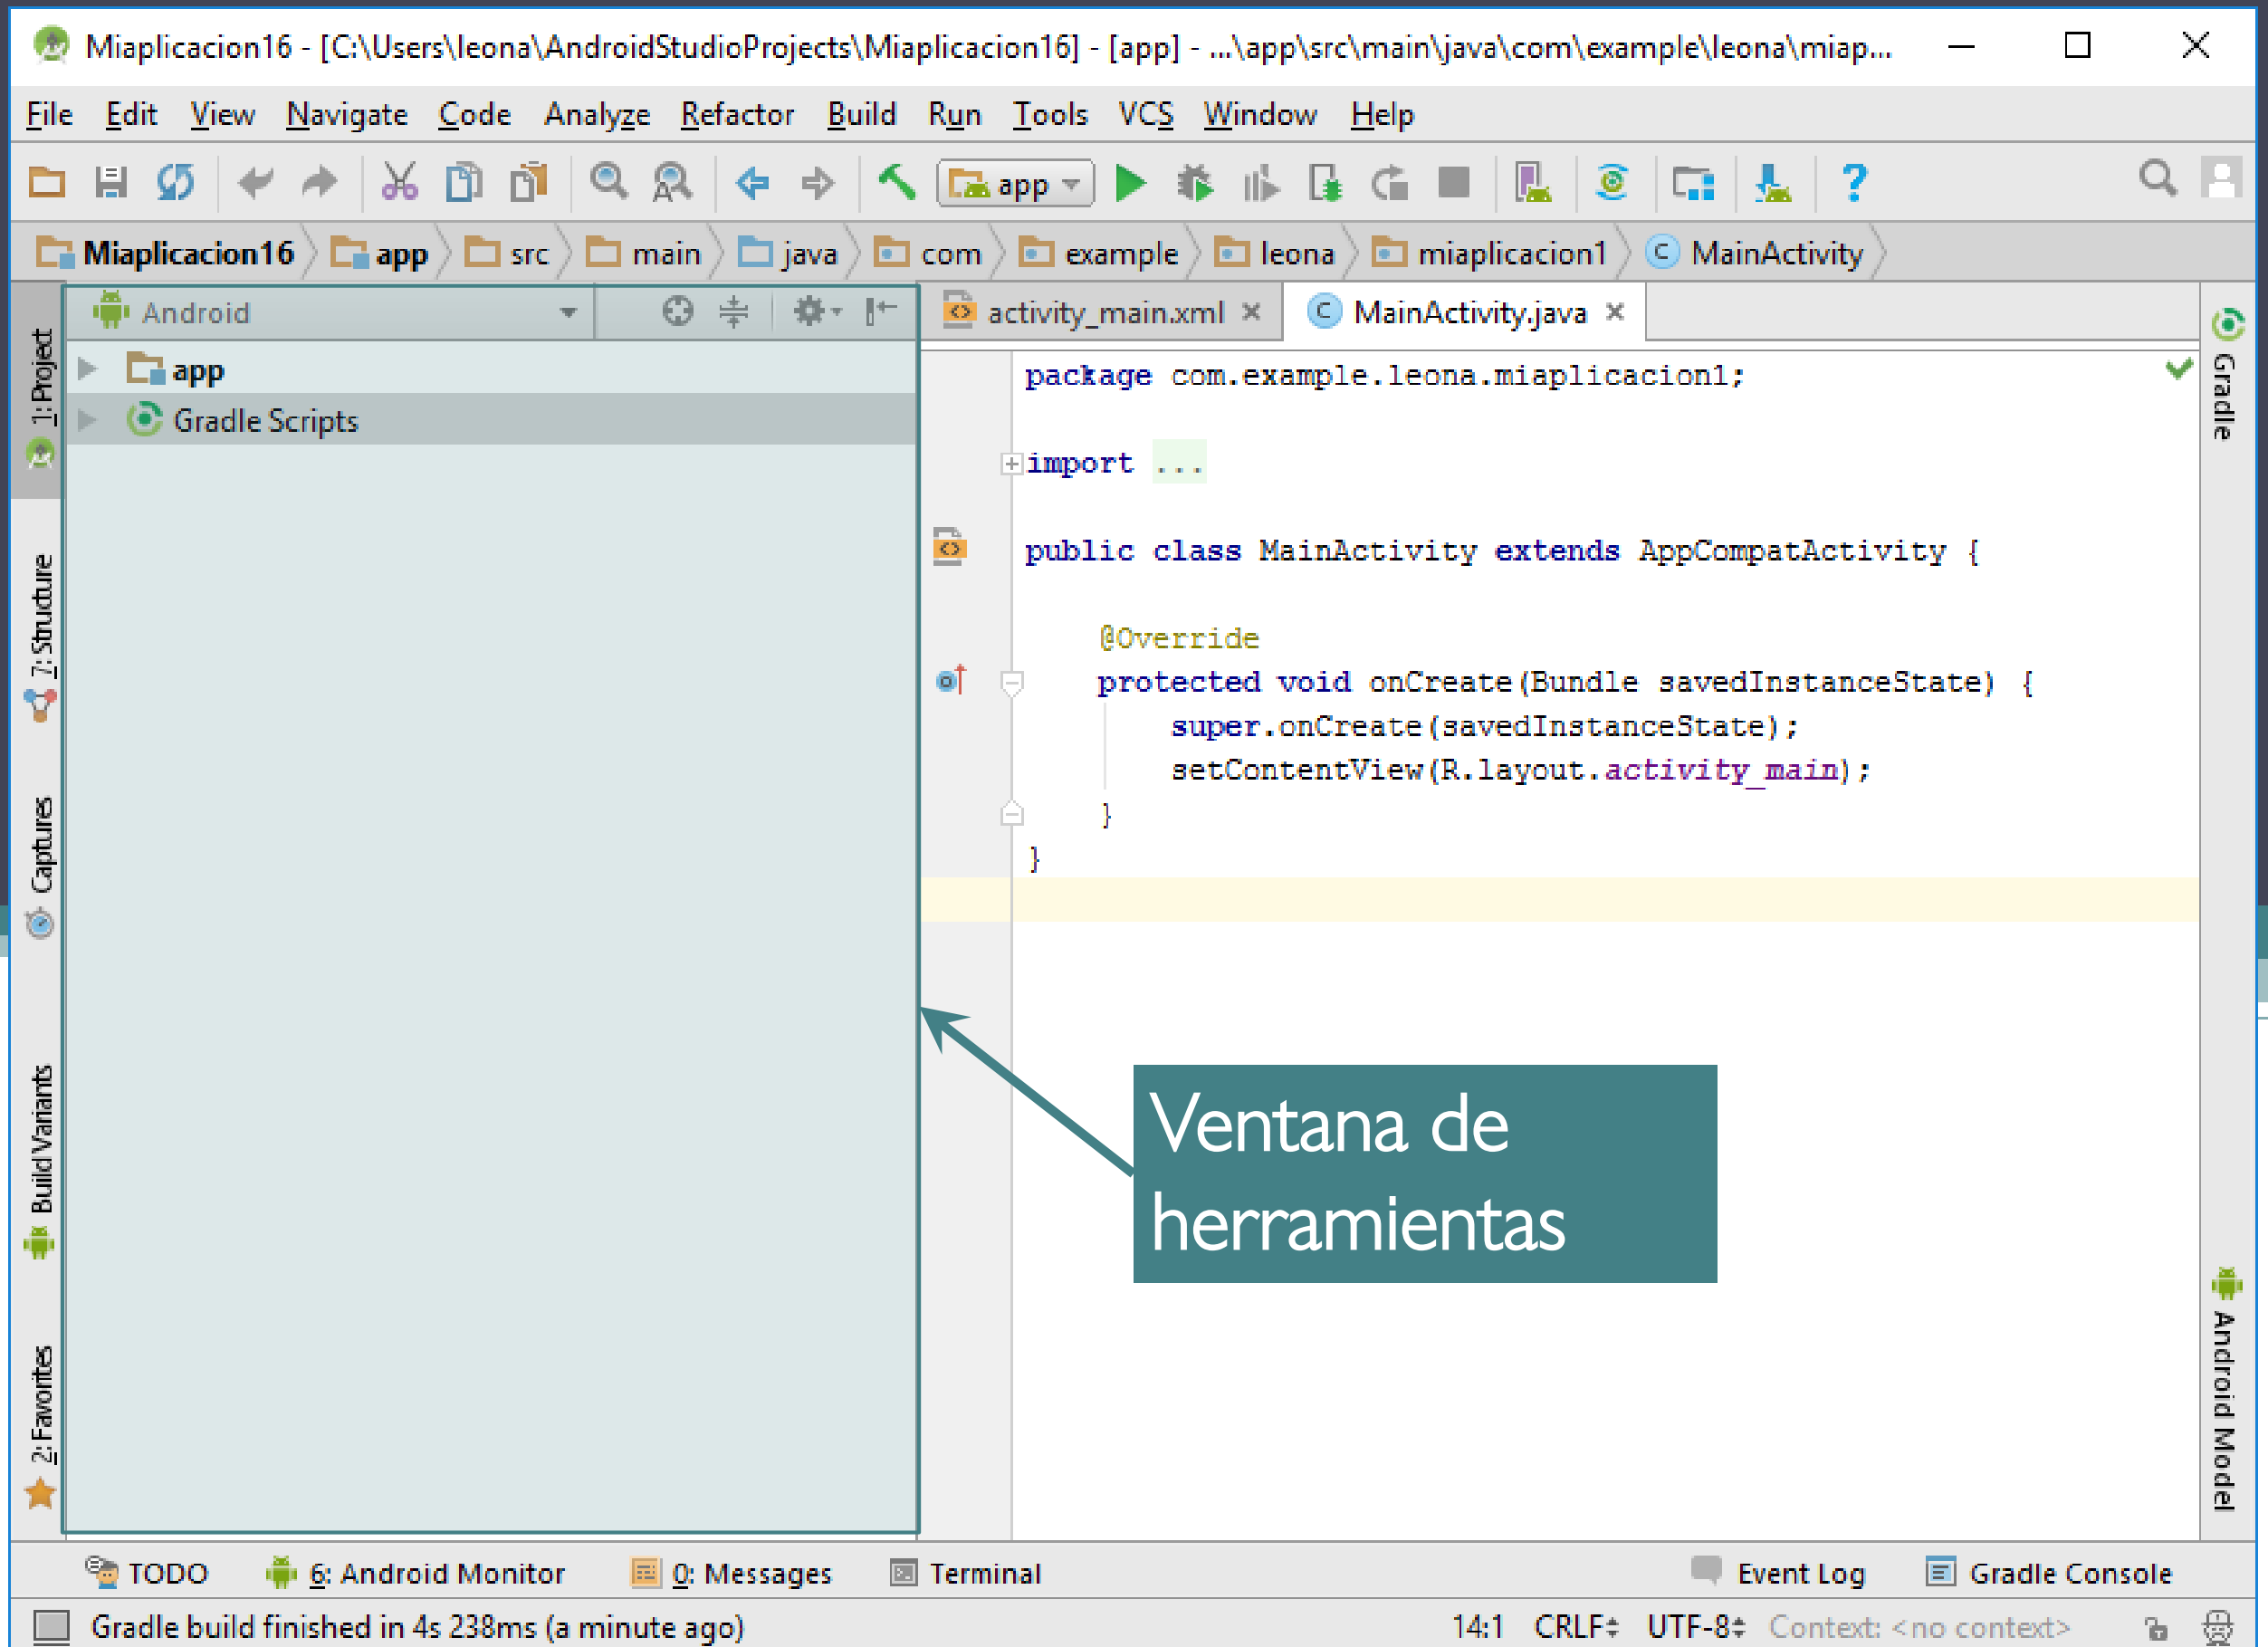 Miaplicacion16 - [C:\Users\leona\AndroidStudioProjects\Miaplicacion16] - [app] - ...\app\src\main\java\com\example\leona\miap...
File Edit View Navigate Code Analyze Refactor Build Run Tools VCS Window Help
app
Miaplicacion16 app src main java com example leona miaplicacion1 MainActivity
Android
activity_main.xml MainActivity.java
1: Project
app
Gradle Scripts
7: Structure
Captures
Build Variants
2: Favorites
package com.example.leona.miaplicacion1;
import ...
public class MainActivity extends AppCompatActivity {
@Override
protected void onCreate(Bundle savedInstanceState) {
super.onCreate(savedInstanceState);
setContentView(R.layout.activity_main);
}
}
Ventana de
herramientas
Gradle
Android Model
TODO 6: Android Monitor 0: Messages Terminal Event Log Gradle Console
Gradle build finished in 4s 238ms (a minute ago) 14:1 CRLF UTF-8 Context: <no context>